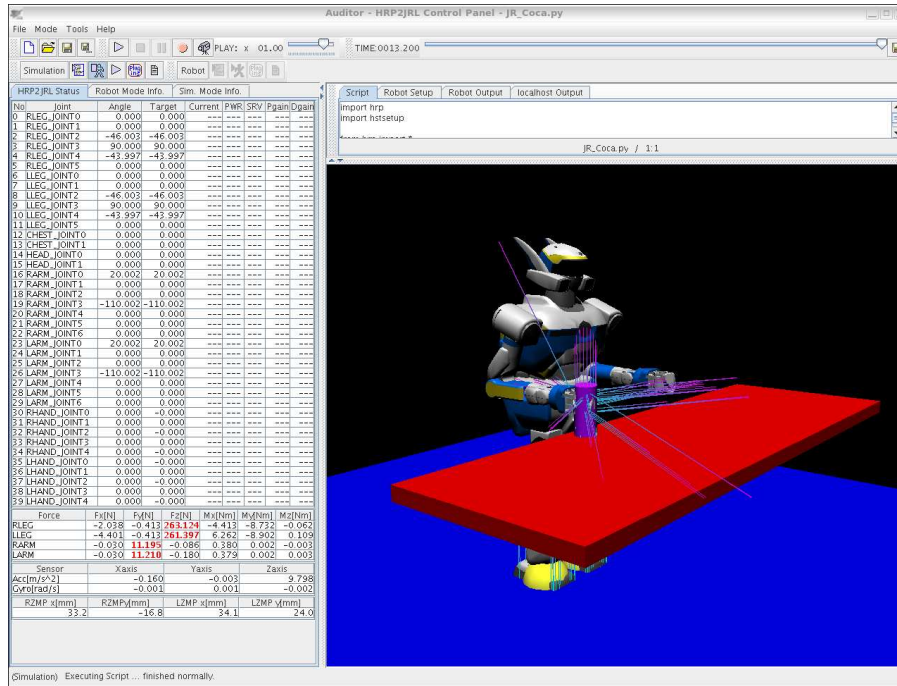 Auditor - HRP2JRL Control Panel - JR_Coca.py
File Mode Tools Help
PLAY: x 01.00 TIME:0013.200
Simulation Robot
HRP2JRL Status Robot Mode Info. Sim. Mode Info.
Script Robot Setup Robot Output localhost Output
import hrp
import hstsetup
from hrp import *
JR_Coca.py / 1:1
No Joint Angle Target Current PWR SRV Pgain Dgain
0 RLEG_JOINT0 0.000 0.000 --- --- --- --- ---
1 RLEG_JOINT1 0.000 0.000 --- --- --- --- ---
2 RLEG_JOINT2 -46.003 -46.003 --- --- --- --- ---
3 RLEG_JOINT3 90.000 90.000 --- --- --- --- ---
4 RLEG_JOINT4 -43.997 -43.997 --- --- --- --- ---
5 RLEG_JOINT5 0.000 0.000 --- --- --- --- ---
6 LLEG_JOINT0 0.000 0.000 --- --- --- --- ---
7 LLEG_JOINT1 0.000 0.000 --- --- --- --- ---
8 LLEG_JOINT2 -46.003 -46.003 --- --- --- --- ---
9 LLEG_JOINT3 90.000 90.000 --- --- --- --- ---
10 LLEG_JOINT4 -43.997 -43.997 --- --- --- --- ---
11 LLEG_JOINT5 0.000 0.000 --- --- --- --- ---
12 CHEST_JOINT0 0.000 0.000 --- --- --- --- ---
13 CHEST_JOINT1 0.000 0.000 --- --- --- --- ---
14 HEAD_JOINT0 0.000 0.000 --- --- --- --- ---
15 HEAD_JOINT1 0.000 0.000 --- --- --- --- ---
16 RARM_JOINT0 20.002 20.002 --- --- --- --- ---
17 RARM_JOINT1 0.000 0.000 --- --- --- --- ---
18 RARM_JOINT2 0.000 0.000 --- --- --- --- ---
19 RARM_JOINT3 -110.002 -110.002 --- --- --- --- ---
20 RARM_JOINT4 0.000 0.000 --- --- --- --- ---
21 RARM_JOINT5 0.000 0.000 --- --- --- --- ---
22 RARM_JOINT6 0.000 0.000 --- --- --- --- ---
23 LARM_JOINT0 20.002 20.002 --- --- --- --- ---
24 LARM_JOINT1 0.000 0.000 --- --- --- --- ---
25 LARM_JOINT2 0.000 0.000 --- --- --- --- ---
26 LARM_JOINT3 -110.002 -110.002 --- --- --- --- ---
27 LARM_JOINT4 0.000 0.000 --- --- --- --- ---
28 LARM_JOINT5 0.000 0.000 --- --- --- --- ---
29 LARM_JOINT6 0.000 0.000 --- --- --- --- ---
30 RHAND_JOINT0 0.000 -0.000 --- --- --- --- ---
31 RHAND_JOINT1 0.000 0.000 --- --- --- --- ---
32 RHAND_JOINT2 0.000 -0.000 --- --- --- --- ---
33 RHAND_JOINT3 0.000 0.000 --- --- --- --- ---
34 RHAND_JOINT4 0.000 -0.000 --- --- --- --- ---
35 LHAND_JOINT0 0.000 -0.000 --- --- --- --- ---
36 LHAND_JOINT1 0.000 0.000 --- --- --- --- ---
37 LHAND_JOINT2 0.000 -0.000 --- --- --- --- ---
38 LHAND_JOINT3 0.000 0.000 --- --- --- --- ---
39 LHAND_JOINT4 0.000 -0.000 --- --- --- --- ---
Force Fx[N] Fy[N] Fz[N] Mx[Nm] My[Nm] Mz[Nm]
RLEG -2.038 -0.413 263.124 -4.413 -8.732 -0.062
LLEG -4.401 -0.413 261.397 6.262 -8.902 0.109
RARM -0.030 11.195 -0.086 0.380 0.002 -0.003
LARM -0.030 11.210 -0.180 0.379 0.002 -0.003
Sensor Xaxis Yaxis Zaxis
Acc[m/s^2] -0.160 -0.003 9.798
Gyro[rad/s] -0.001 0.001 -0.002
RZMP x[mm] RZMPy[mm] LZMP x[mm] LZMP y[mm]
33.2 -16.8 34.1 24.0
(Simulation) Executing Script ... finished normally.